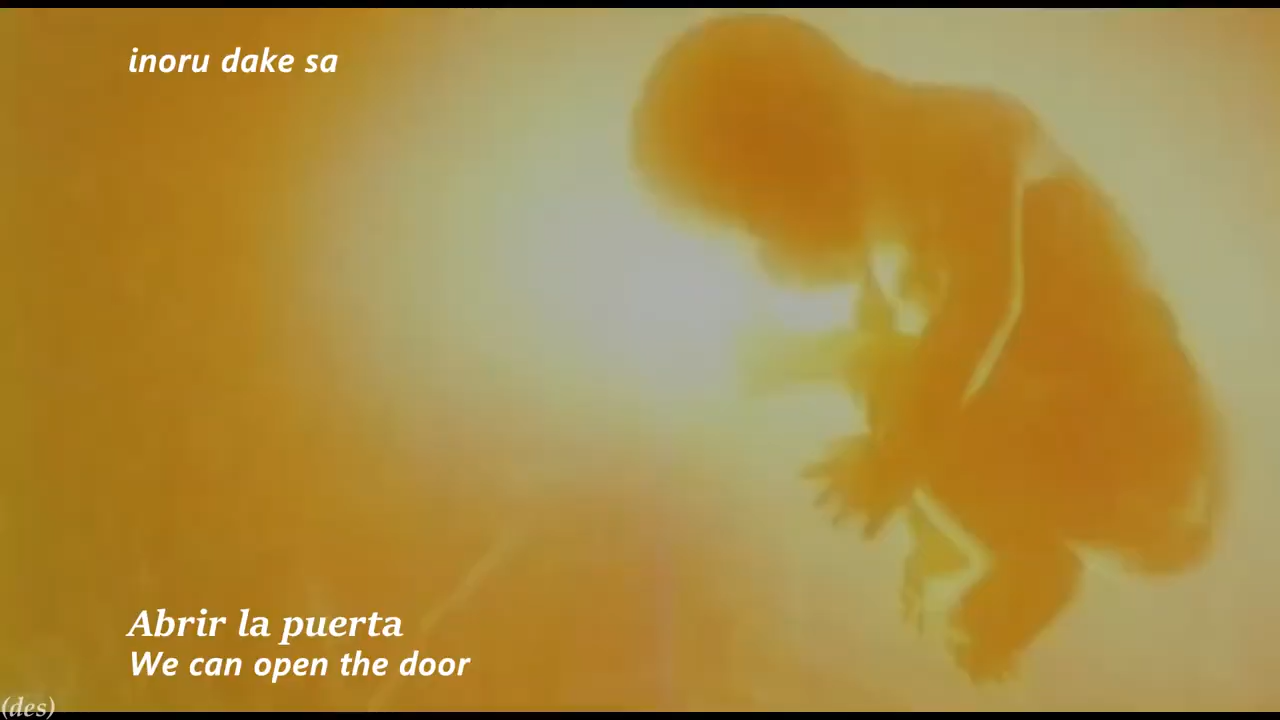 inoru dake sa
Abrir la puerta
We can open the door
(des)